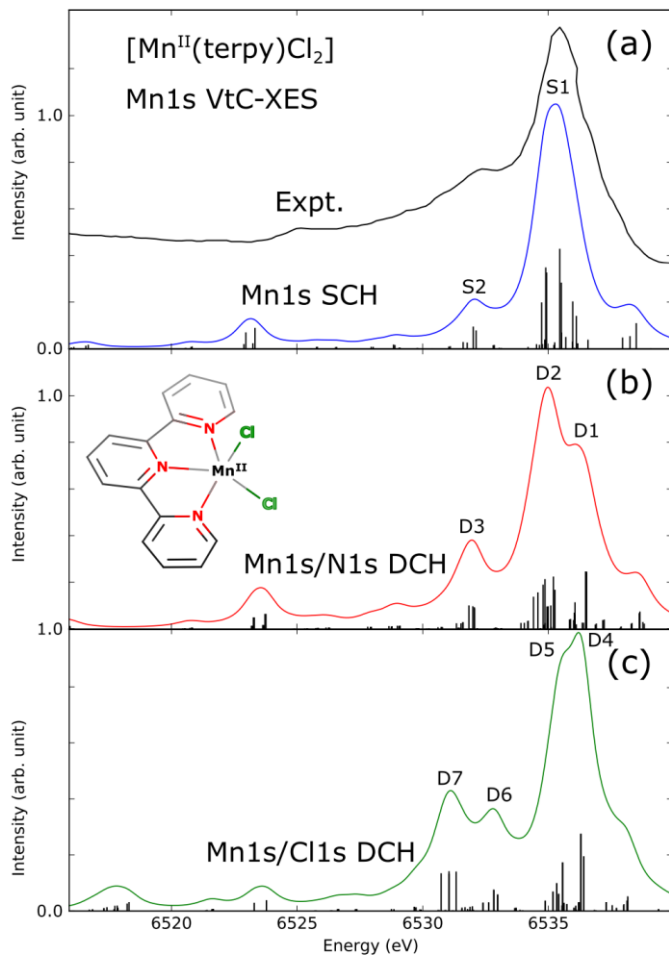 [Mn^II(terpy)Cl2]
(a)
Mn1s VtC-XES
S1
1.0
Expt.
Mn1s SCH
S2
0.0
Intensity (arb. unit)
(b)
D2
1.0
D1
Cl
N
N
Mn^II
Cl
N
D3
Mn1s/N1s DCH
Intensity (arb. unit)
1.0
(c)
D5
D4
D7
D6
Mn1s/Cl1s DCH
0.0
Intensity (arb. unit)
6520 6525 6530 6535
Energy (eV)